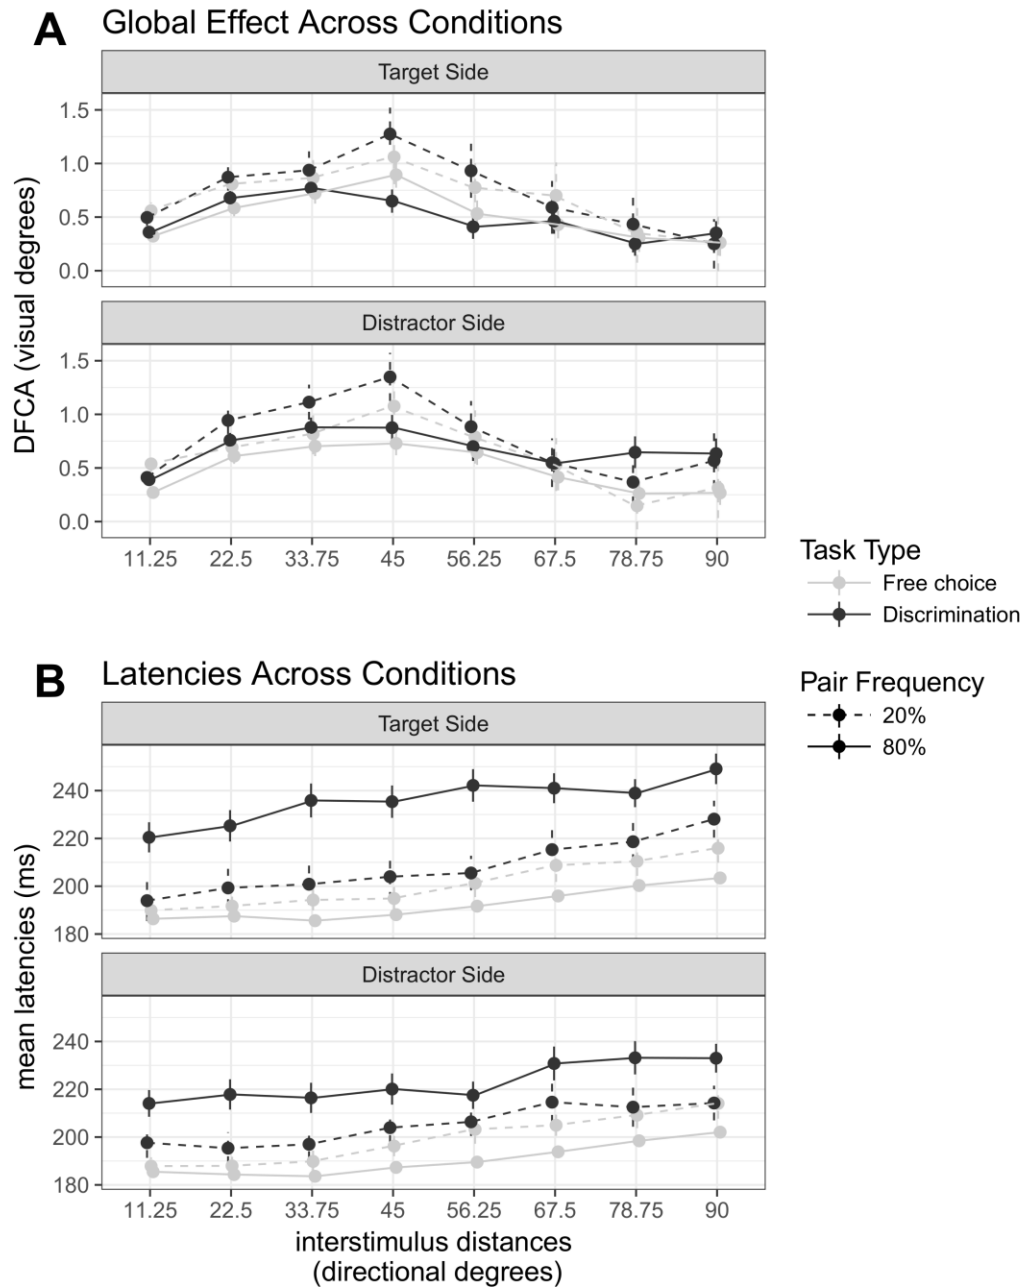 A Global Effect Across Conditions
Target Side
1.5
1.0
0.5
0.0
Distractor Side
1.5
1.0
0.5
0.0
DFCA (visual degrees)
11.25 22.5 33.75 45 56.25 67.5 78.75 90
Task Type
Free choice
Discrimination
B Latencies Across Conditions
Pair Frequency
20%
80%
Target Side
240
220
200
180
Distractor Side
240
220
200
180
mean latencies (ms)
11.25 22.5 33.75 45 56.25 67.5 78.75 90
interstimulus distances
(directional degrees)